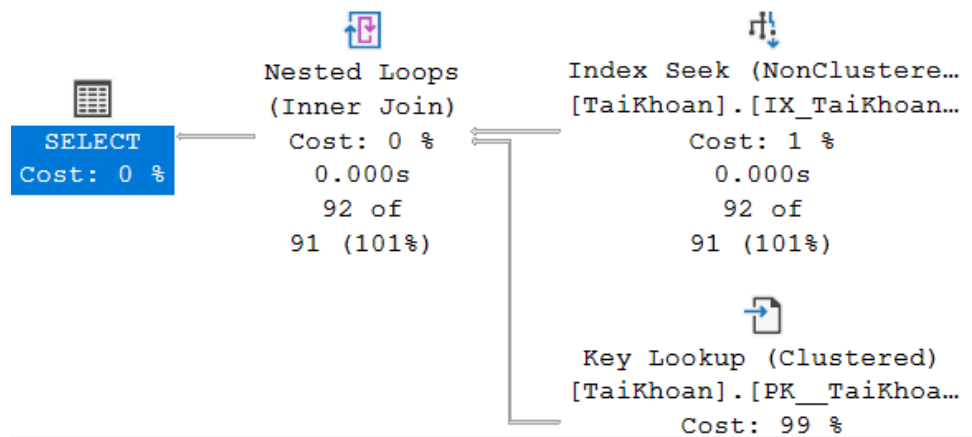 SELECT
Cost: 0 %
Nested Loops
(Inner Join)
Cost: 0 %
0.000s
92 of
91 (101%)
Index Seek (NonClustere…
[TaiKhoan].[IX_TaiKhoan…
Cost: 1 %
0.000s
92 of
91 (101%)
Key Lookup (Clustered)
[TaiKhoan].[PK__TaiKhoa…
Cost: 99 %